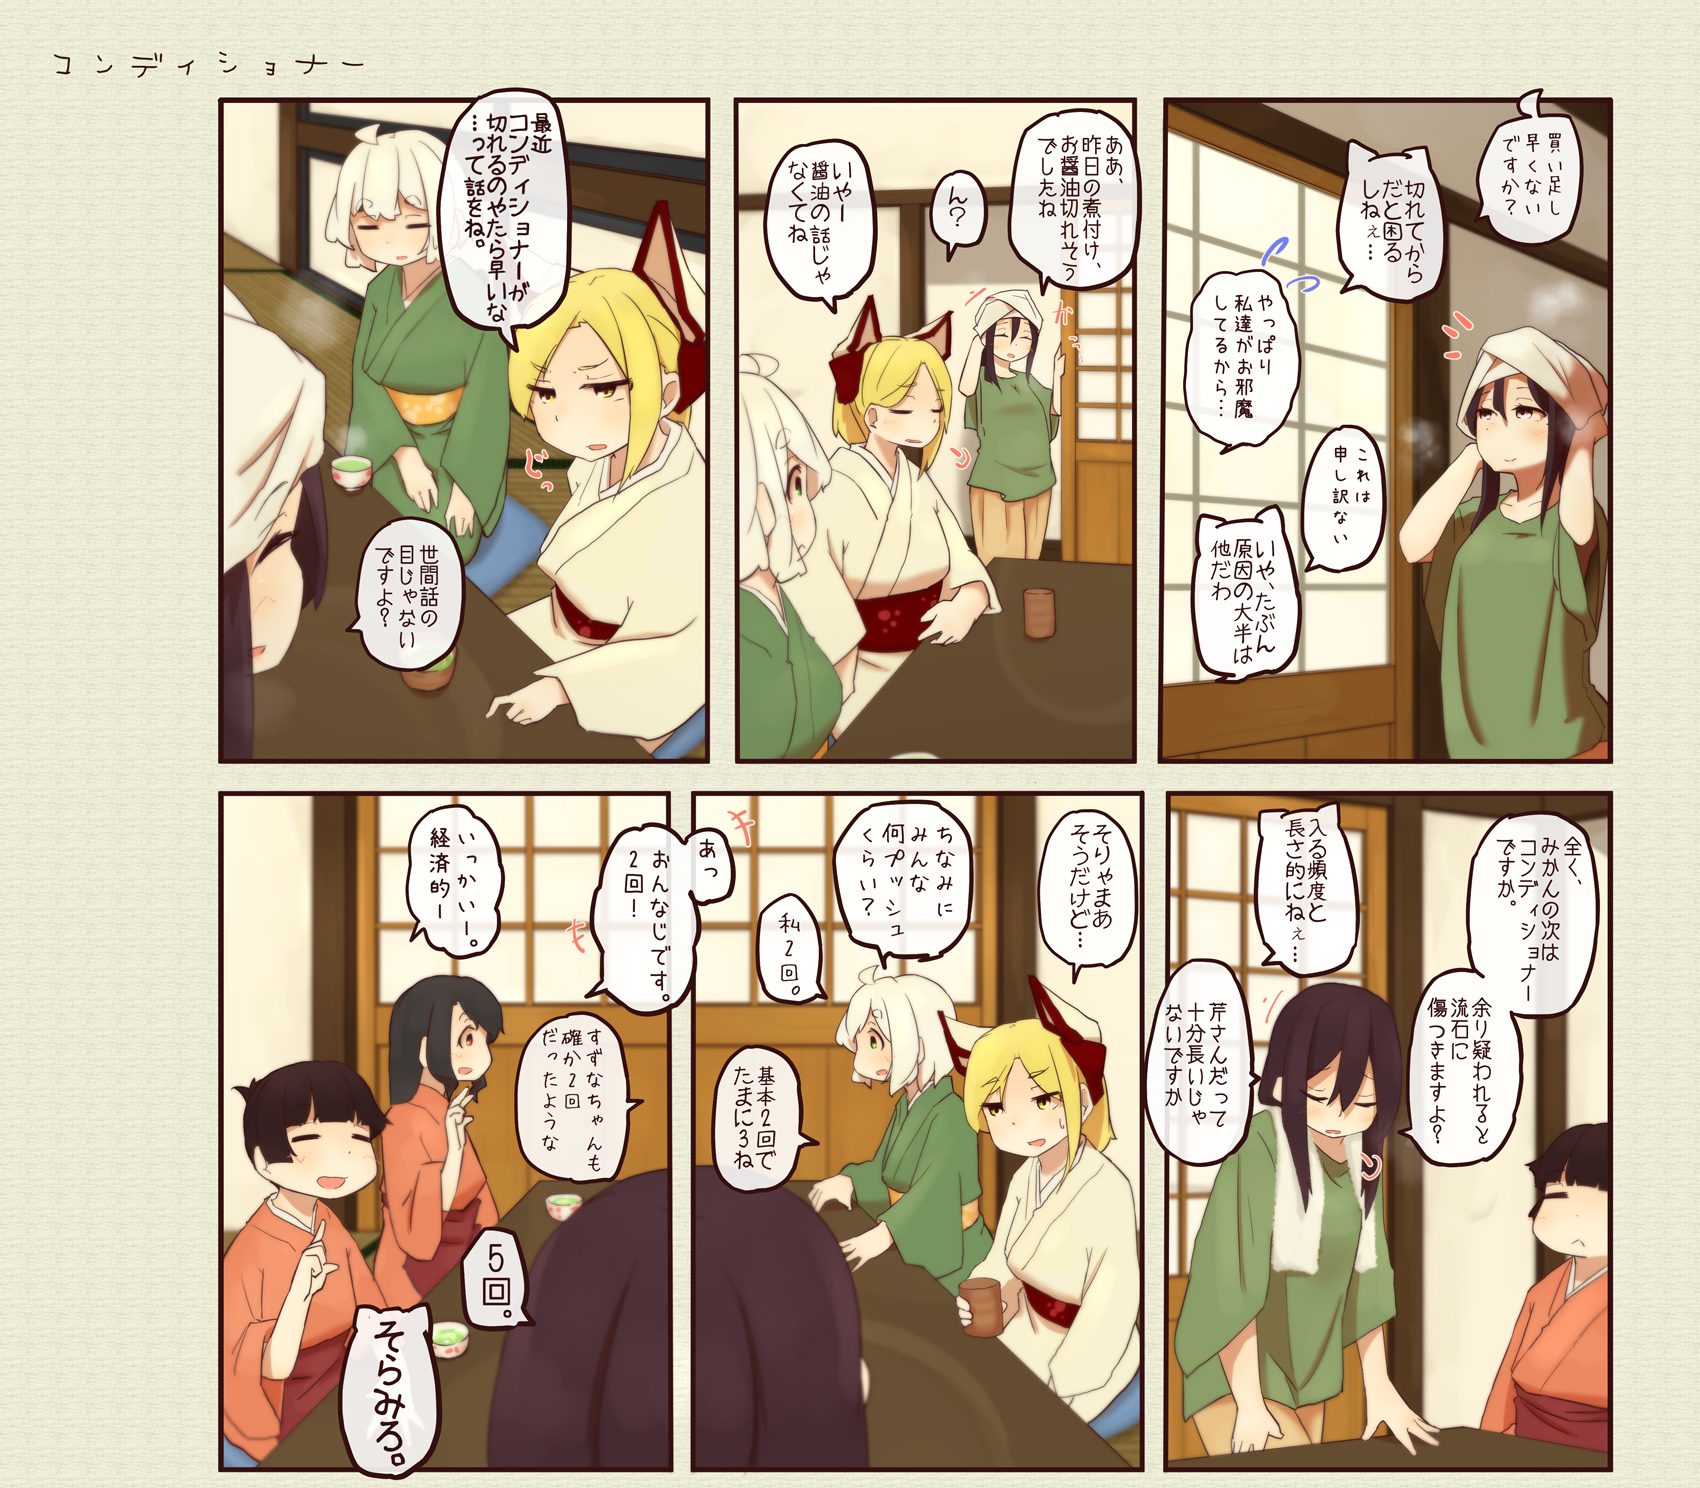 コンディショナー
買い足し
早くない
ですか？
切れてから
だと困る
しねぇ…
やっぱり
私達がお邪魔
してるから…
これは
申し訳ない
いや、たぶん
原因の大半は
他だわ
ああ、
昨日の煮付け、
お醤油切れそう
でしたね
ん？
いやー
醤油の話じゃ
なくてね
最近
コンディショナーが
切れるのやたら早いな
…って話をね。
じっ
世間話の
目じゃない
ですよ？
全く、
みかんの次は
コンディショナー
ですか。
余り疑われると
流石に
傷つきますよ？
入る頻度と
長さ的にねぇ…
芹さんだって
十分長いじゃ
ないですか
そりゃまあ
そうだけど…
ちなみに
みんな
何プッシュ
くらい？
私2回。
基本2回で
たまに3ね
あっ
おんなじです。
2回！
すずなちゃんも
確か2回
だったような
いっかいー。
経済的ー
5回。
そらみろ。